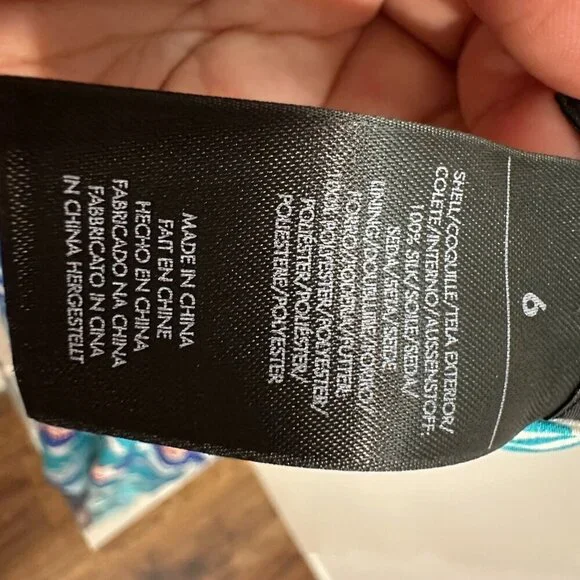 6
SHELL/COQUILLE/TELA EXTERIOR/
COLETE/INTERNO/AUSSENSTOFF:
100% SILK/SOIE/SEDA/
SEDA/SETA/SEIDE
LINING/DOUBLURE/FORRO/
FORRO/FODERA/FUTTER:
100% POLYESTER/POLYESTER/
POLIÉSTER/POLIÉSTER/
POLIESTERE/POLYESTER
MADE IN CHINA
FAIT EN CHINE
HECHO EN CHINA
FABRICADO NA CHINA
FABBRICATO IN CINA
IN CHINA HERGESTELLT